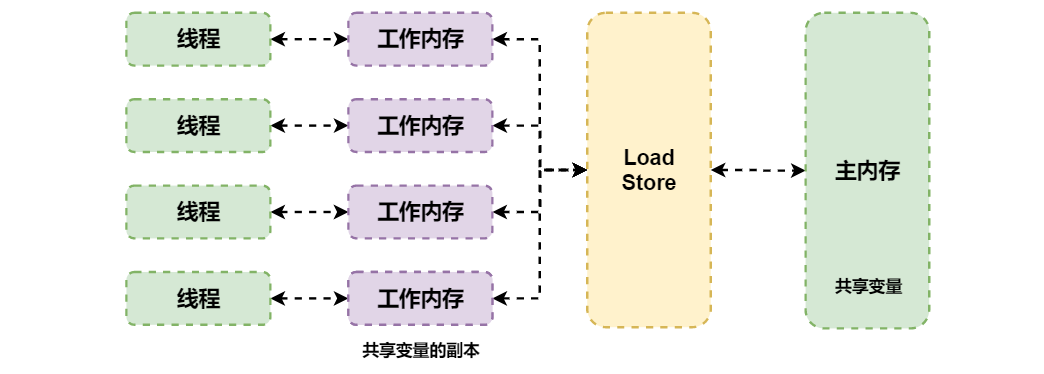 线程
工作内存
线程
工作内存
线程
工作内存
线程
工作内存
共享变量的副本
Load
Store
主内存
共享变量